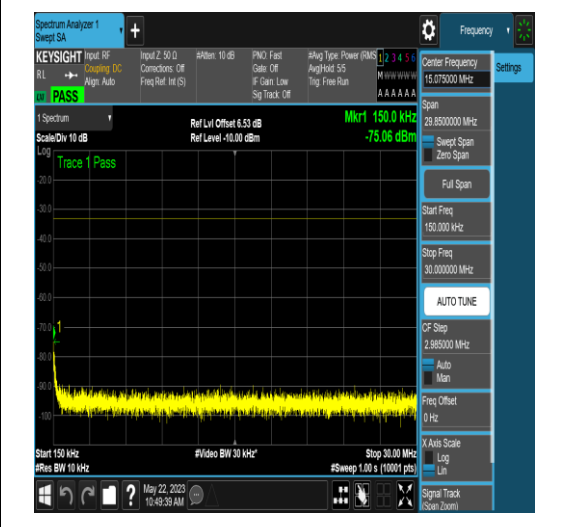 Spectrum Analyzer 1
Swept SA
+
Frequency
KEYSIGHT
RL
PASS
Input: RF
Coupling: DC
Align: Auto
Input Z: 50 Ω
Corrections: Off
Freq Ref: Int (S)
#Atten: 10 dB
PNO: Fast
Gate: Off
IF Gain: Low
Sig Track: Off
#Avg Type: Power (RMS
Avg|Hold: 5/5
Trig: Free Run
1 2 3 4 5 6
M w w w w w
A A A A A A
1 Spectrum
Scale/Div 10 dB
Ref Lvl Offset 6.53 dB
Ref Level -10.00 dBm
Mkr1 150.0 kHz
-75.06 dBm
Log
Trace 1 Pass
-20.0
-30.0
-40.0
-50.0
-60.0
-70.0
1
-80.0
-90.0
-100
Start 150 kHz
#Res BW 10 kHz
#Video BW 30 kHz*
Stop 30.00 MHz
#Sweep 1.00 s (10001 pts)
?
May 22, 2023
10:49:39 AM
Center Frequency
15.075000 MHz
Settings
Span
29.8500000 MHz
Swept Span
Zero Span
Full Span
Start Freq
150.000 kHz
Stop Freq
30.000000 MHz
AUTO TUNE
CF Step
2.985000 MHz
Auto
Man
Freq Offset
0 Hz
X Axis Scale
Log
Lin
Signal Track
(Span Zoom)